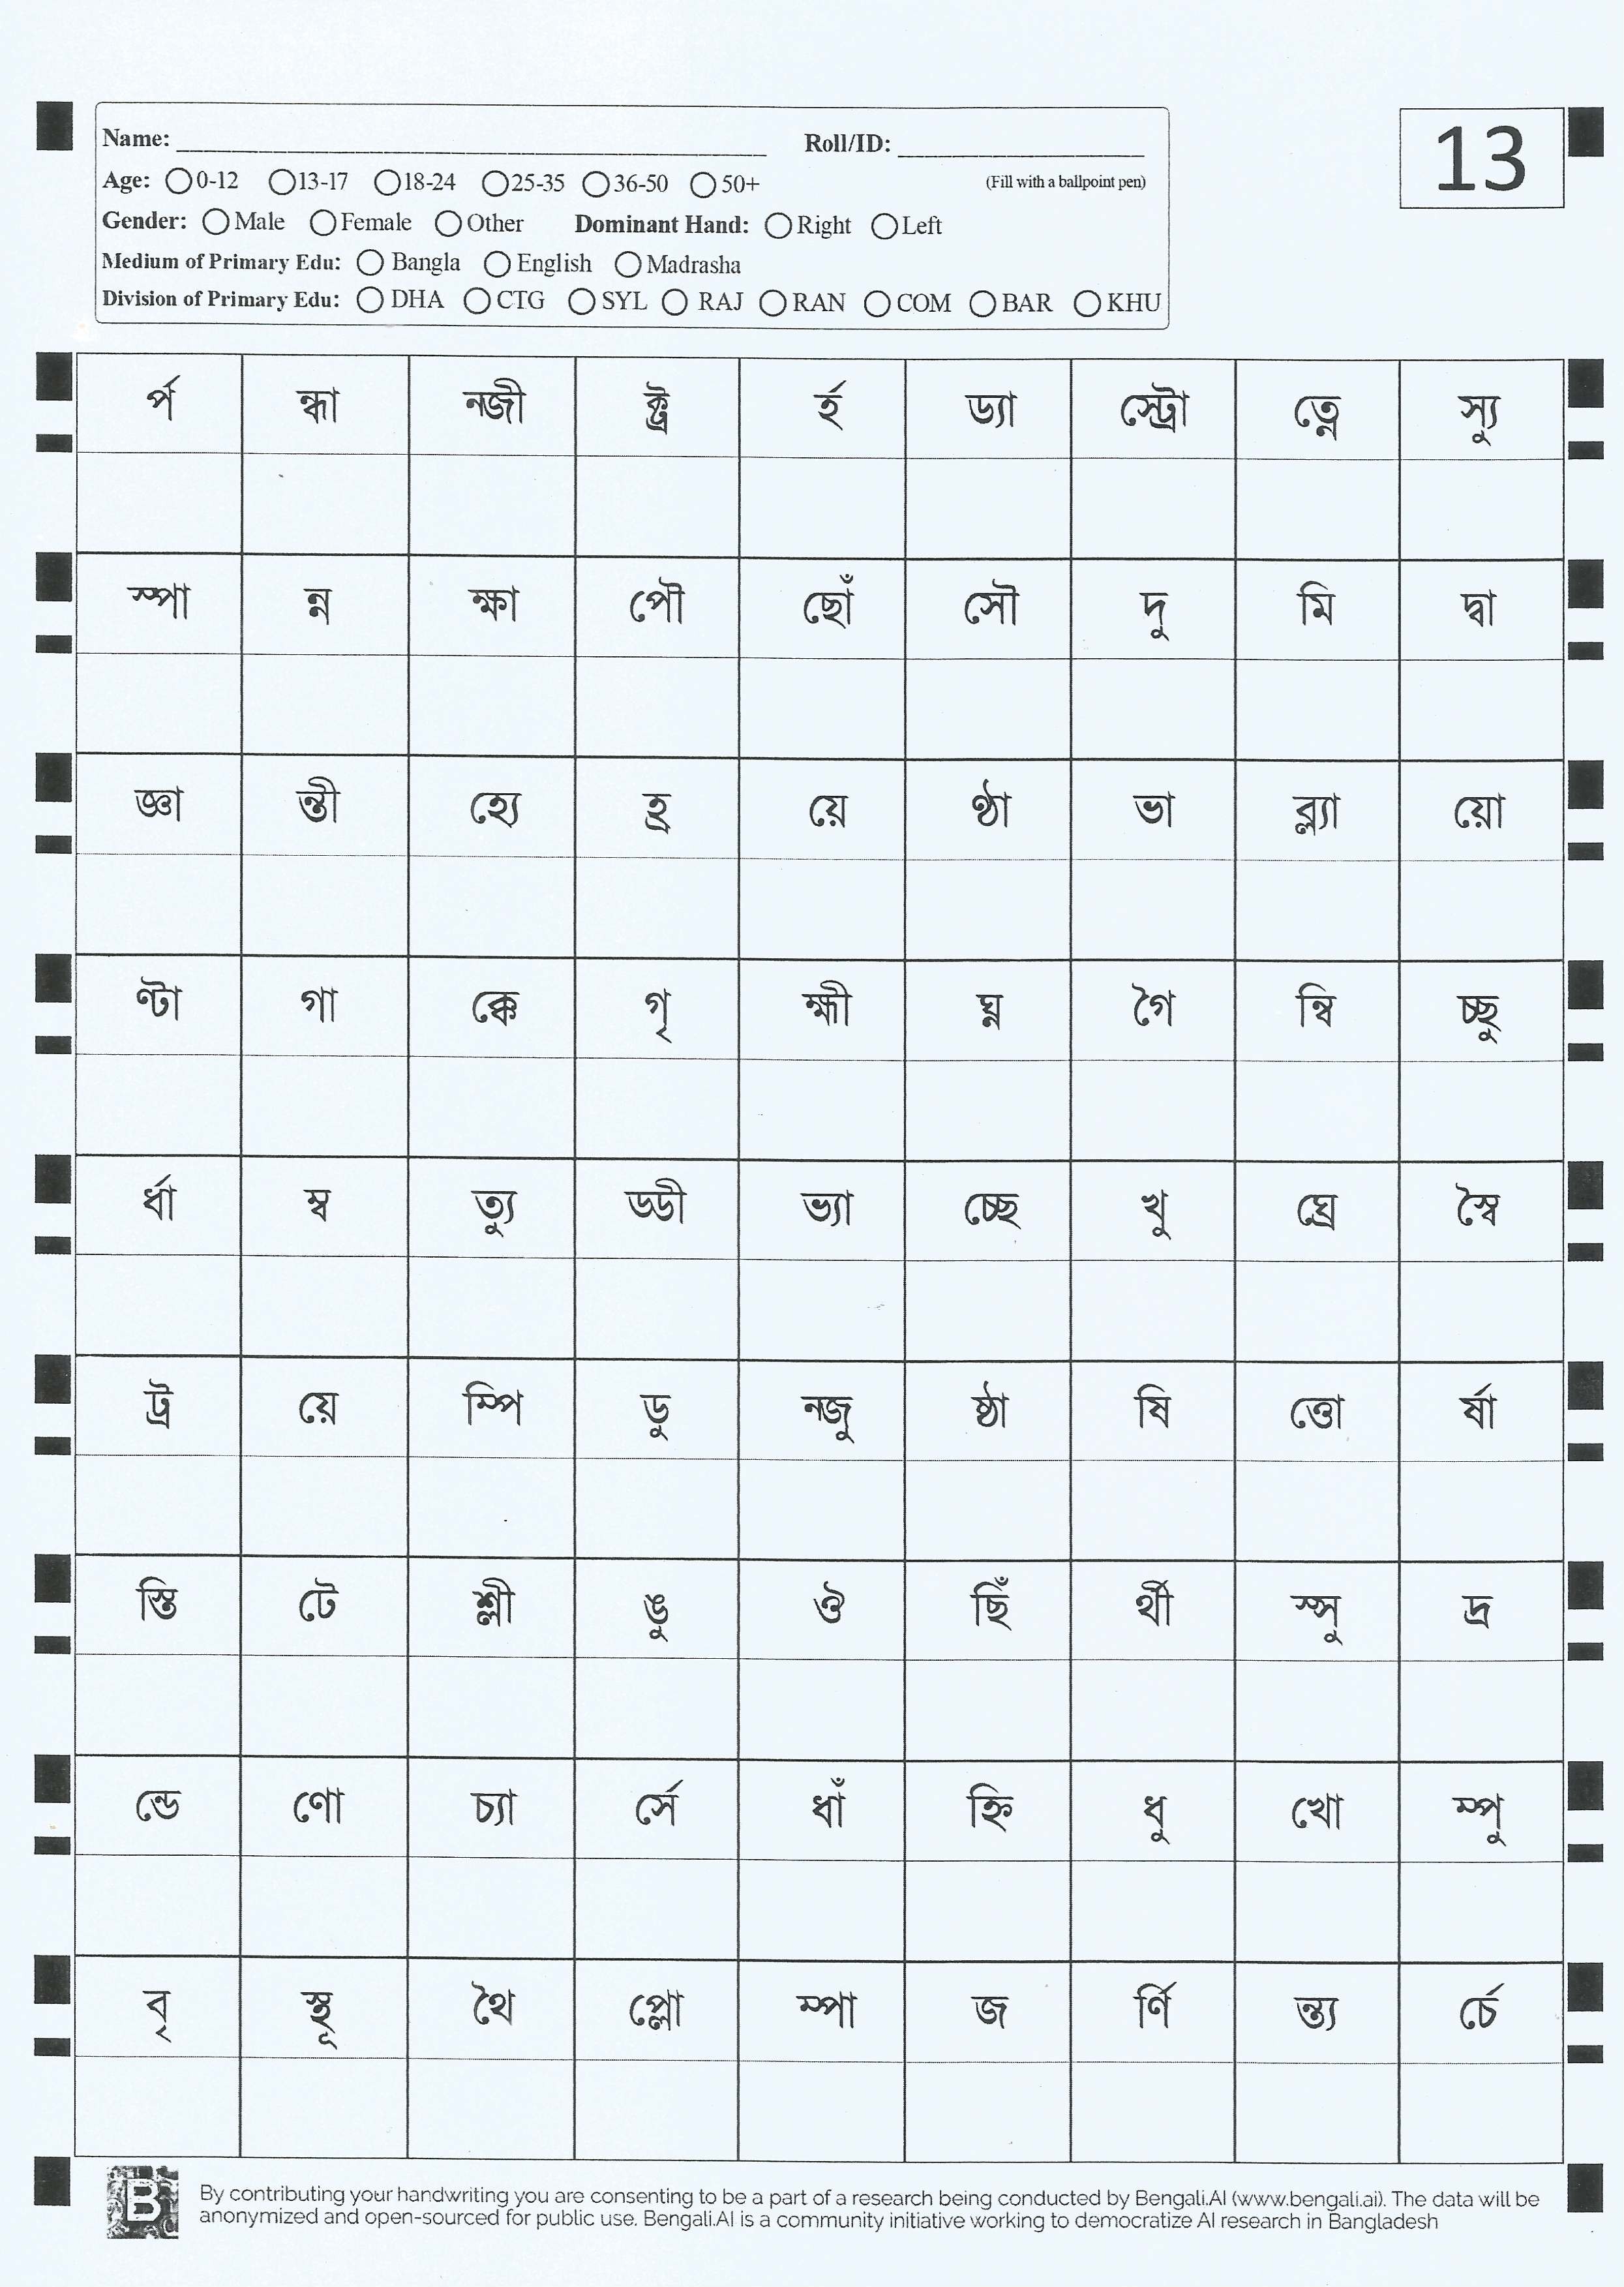 Name: Roll/ID: 13
Age: 0-12 13-17 18-24 25-35 36-50 50+ (Fill with a ballpoint pen)
Gender: Male Female Other Dominant Hand: Right Left
Medium of Primary Edu: Bangla English Madrasha
Division of Primary Edu: DHA CTG SYL RAJ RAN COM BAR KHU
র্প ন্ধা নজী ক্ট্র র্হ ড্যা স্ট্রো ত্নে স্যু
স্পা ন্ন ক্ষা পৌ ছোঁ সৌ দু মি দ্বা
জ্ঞা ন্তী হ্যে হ্র য়ে ণ্ঠা ভা ব্ল্যা য়ো
ণ্টা গা ক্কে গৃ হ্মী ঘ্ন গৈ ন্বি চ্ছু
র্ধা ম্ব ত্যু ড্ডী ভ্যা চ্ছে খু ঘ্রে স্বৈ
ট্র য়ে ম্পি ডু নজু ষ্ঠা ষি ত্তো র্ষা
স্তি টে শ্লী ঙু ঔ ছিঁ র্থী স্সু দ্র
ন্ডে ণো চ্যা র্সে ধাঁ হ্নি ধু খো ম্পু
বৃ স্থূ থৈ প্লো ম্পা জ র্ণি ন্ত্য র্চে
B By contributing your handwriting you are consenting to be a part of a research being conducted by Bengali.AI (www.bengali.ai). The data will be
anonymized and open-sourced for public use. Bengali.AI is a community initiative working to democratize AI research in Bangladesh